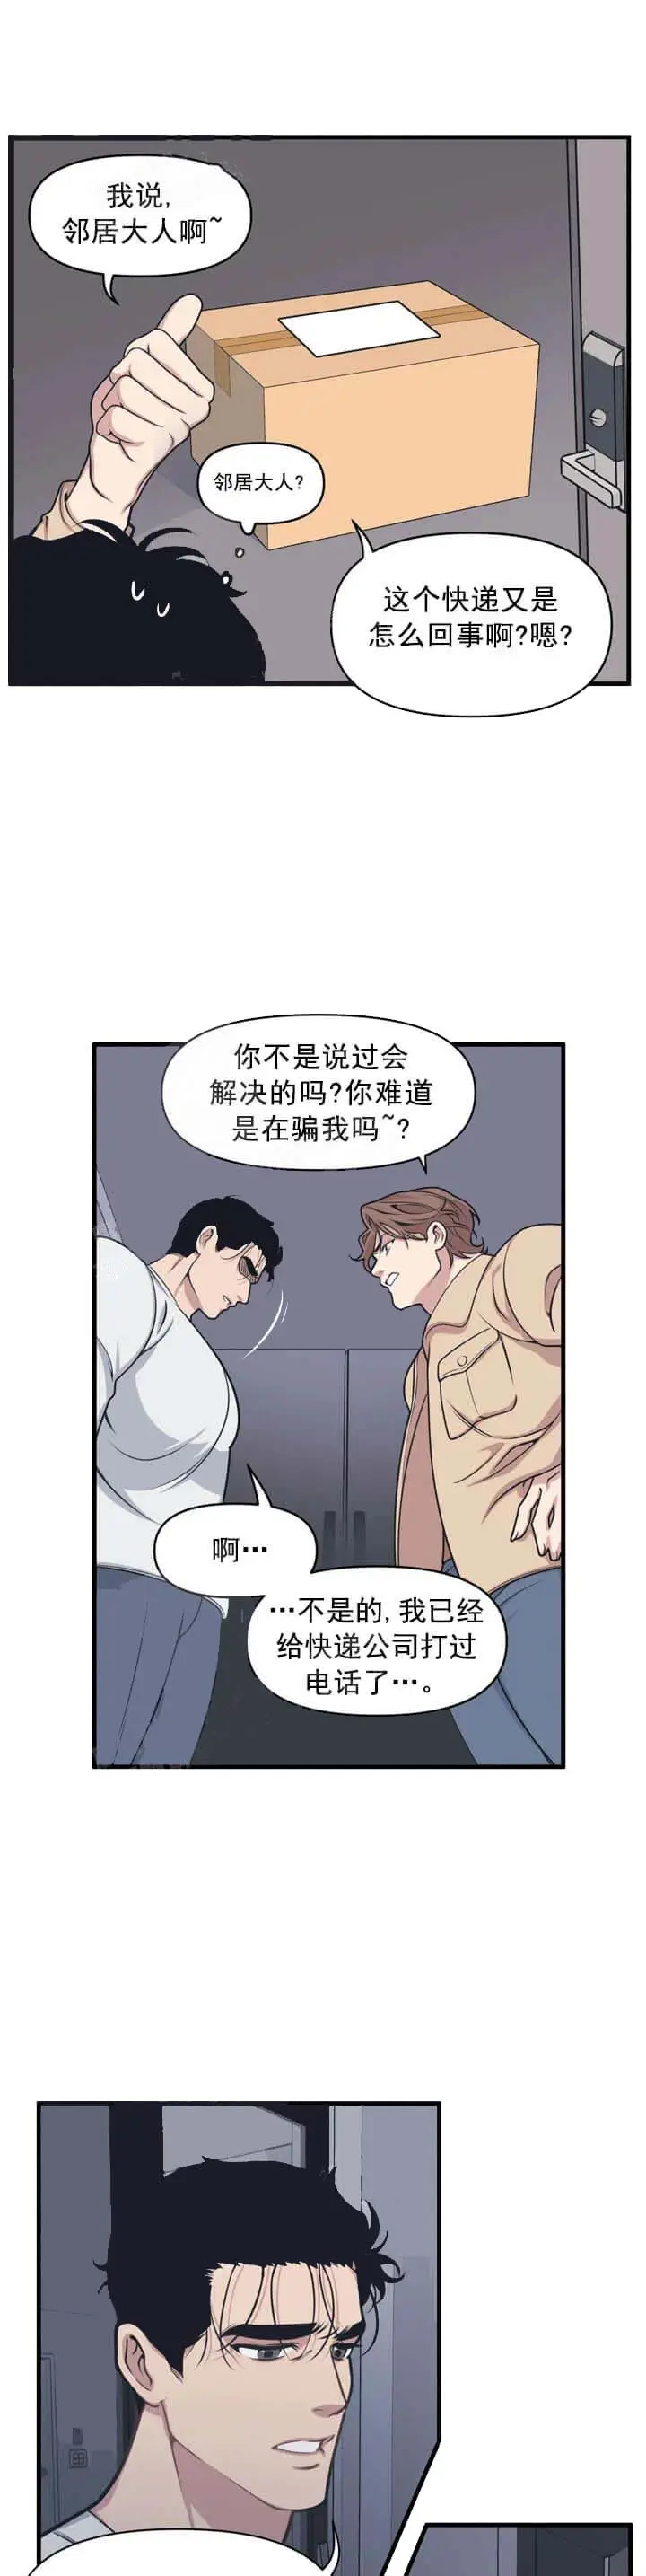 我说,
邻居大人啊~
邻居大人?
这个快递又是
怎么回事啊?嗯?
你不是说过会
解决的吗?你难道
是在骗我吗~?
啊…
…不是的,我已经
给快递公司打过
电话了…。